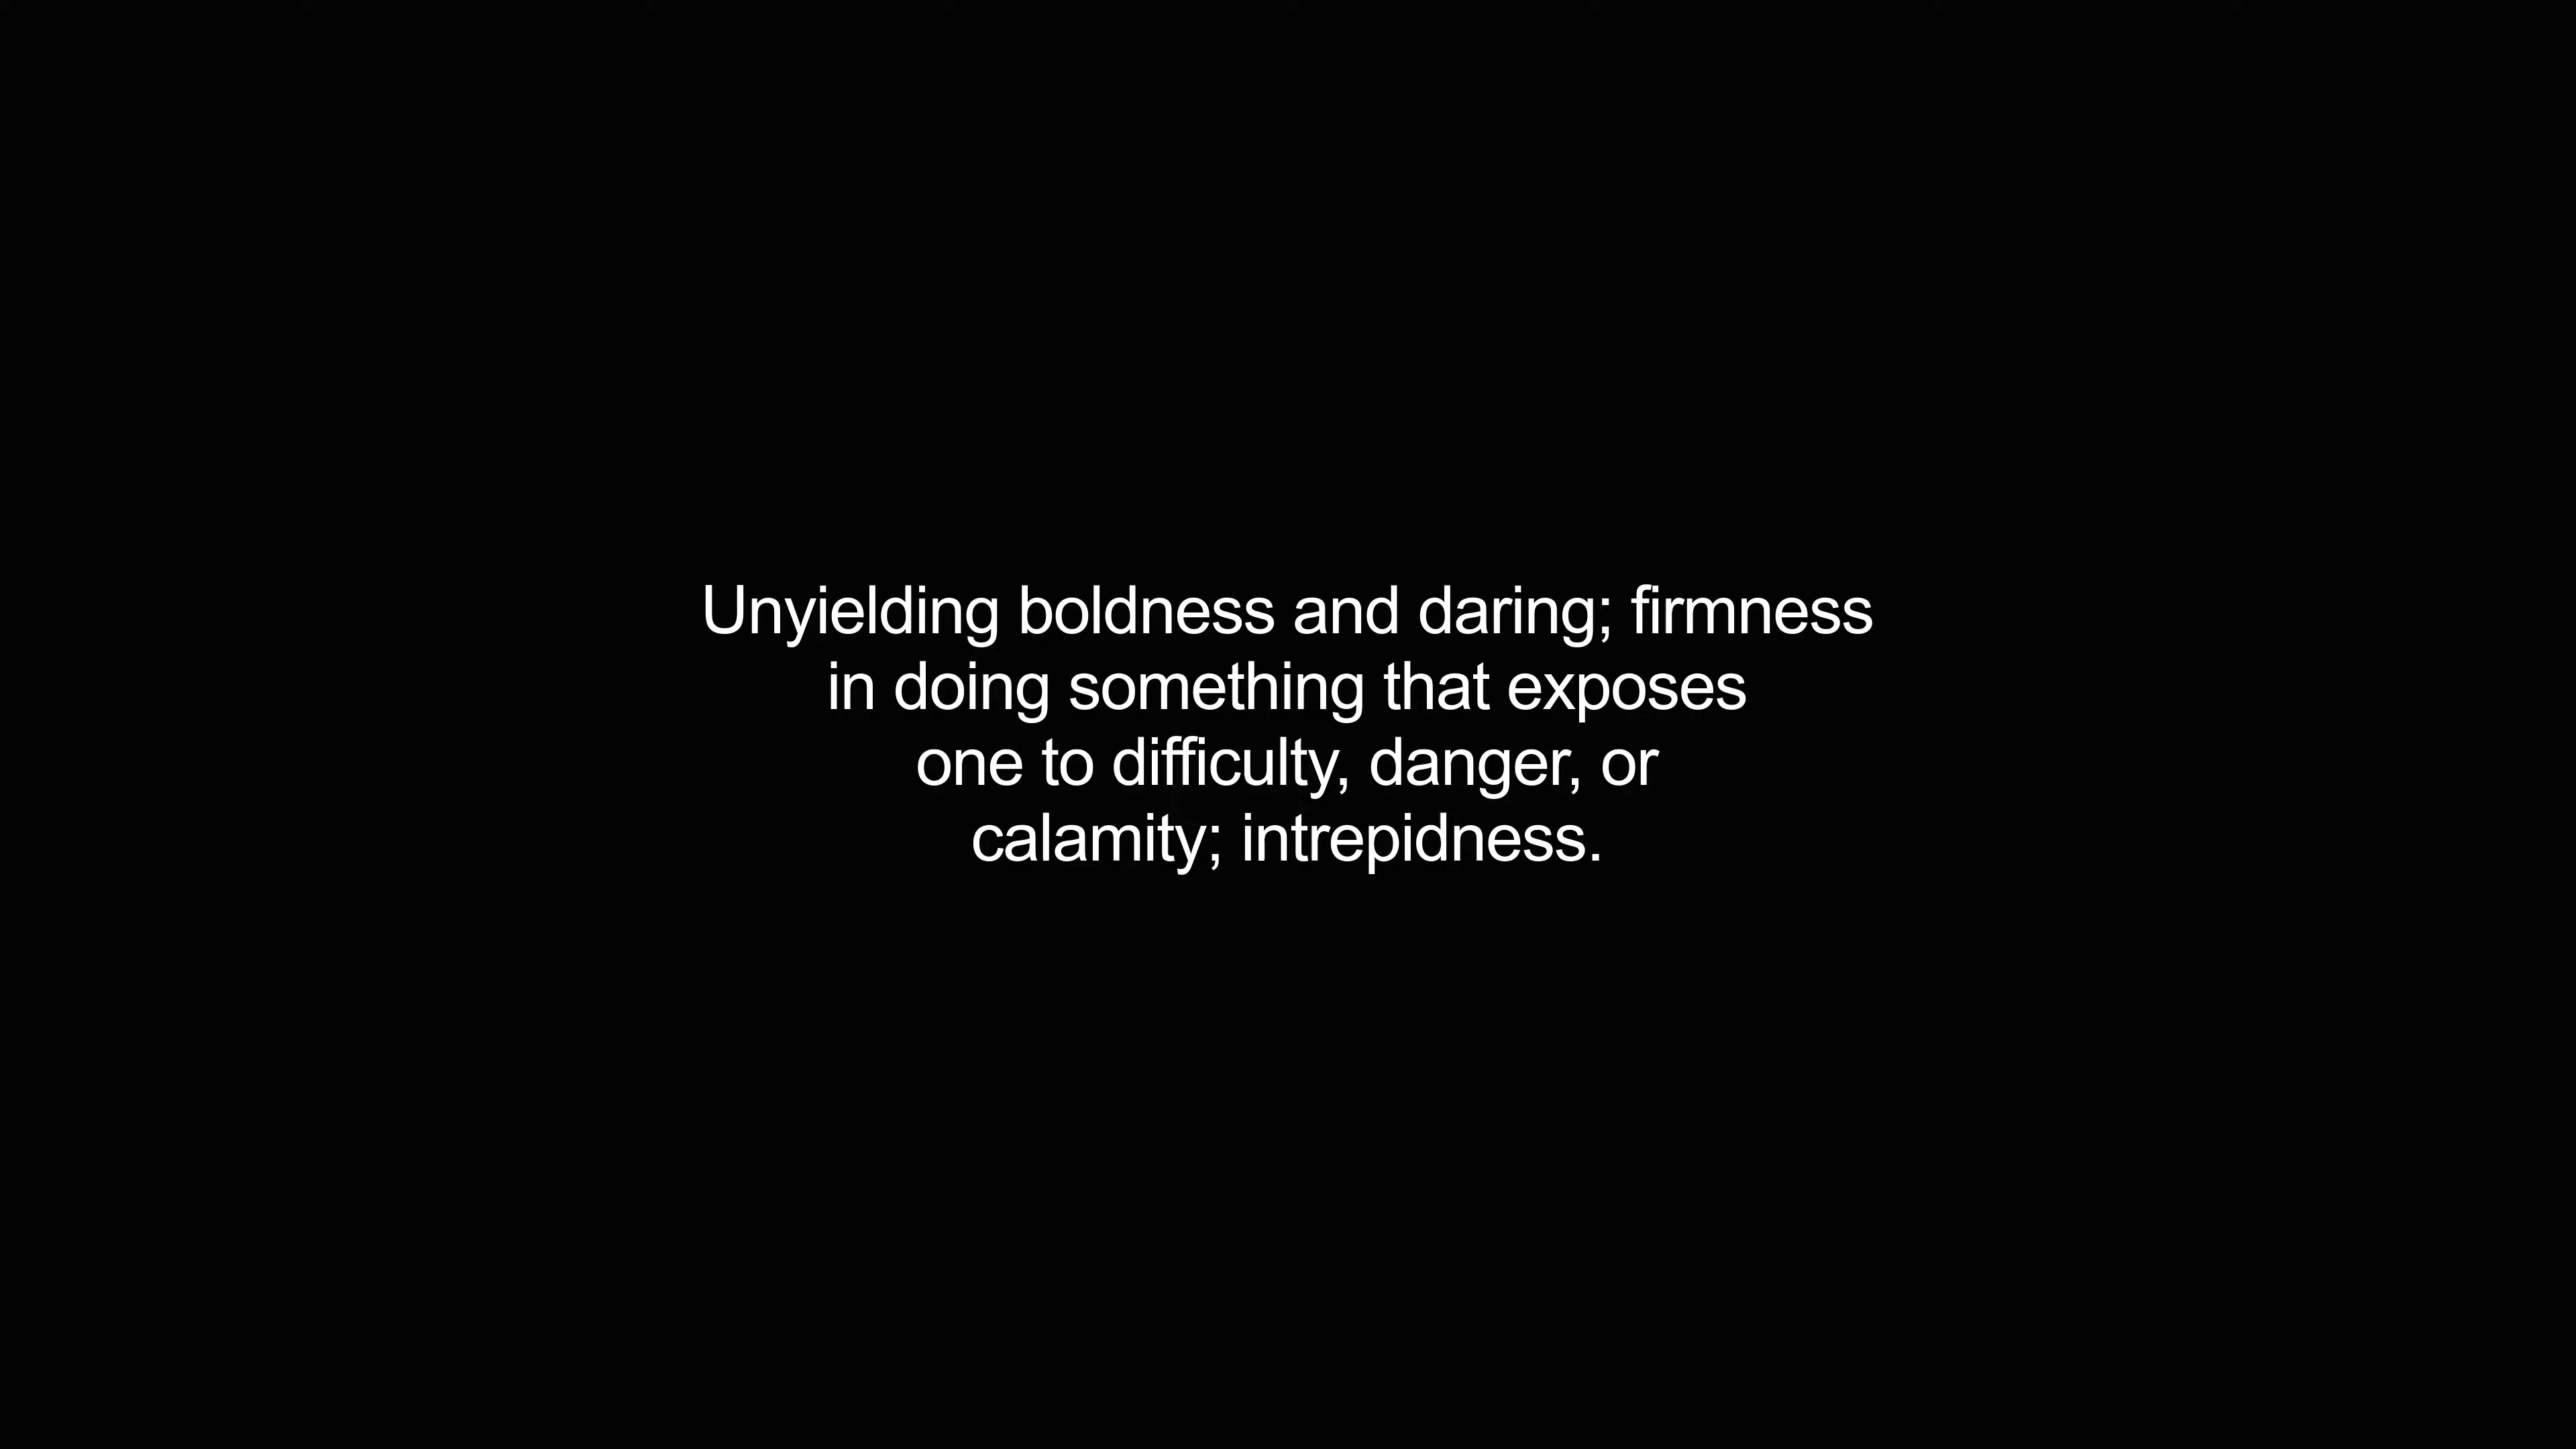 Unyielding boldness and daring; firmness
in doing something that exposes
one to difficulty, danger, or
calamity; intrepidness.